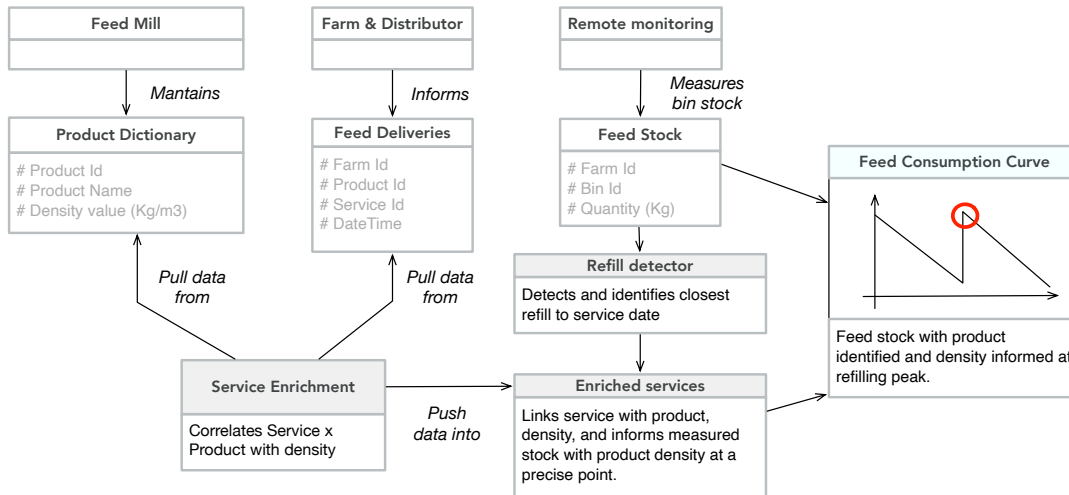 Feed Mill
Farm & Distributor
Remote monitoring
Mantains
Informs
Measures
bin stock
Product Dictionary
# Product Id
# Product Name
# Density value (Kg/m3)
Feed Deliveries
# Farm Id
# Product Id
# Service Id
# DateTime
Feed Stock
# Farm Id
# Bin Id
# Quantity (Kg)
Feed Consumption Curve
Pull data
from
Pull data
from
Refill detector
Detects and identifies closest
refill to service date
Feed stock with product
identified and density informed at
refilling peak.
Service Enrichment
Correlates Service x
Product with density
Push
data into
Enriched services
Links service with product,
density, and informs measured
stock with product density at a
precise point.